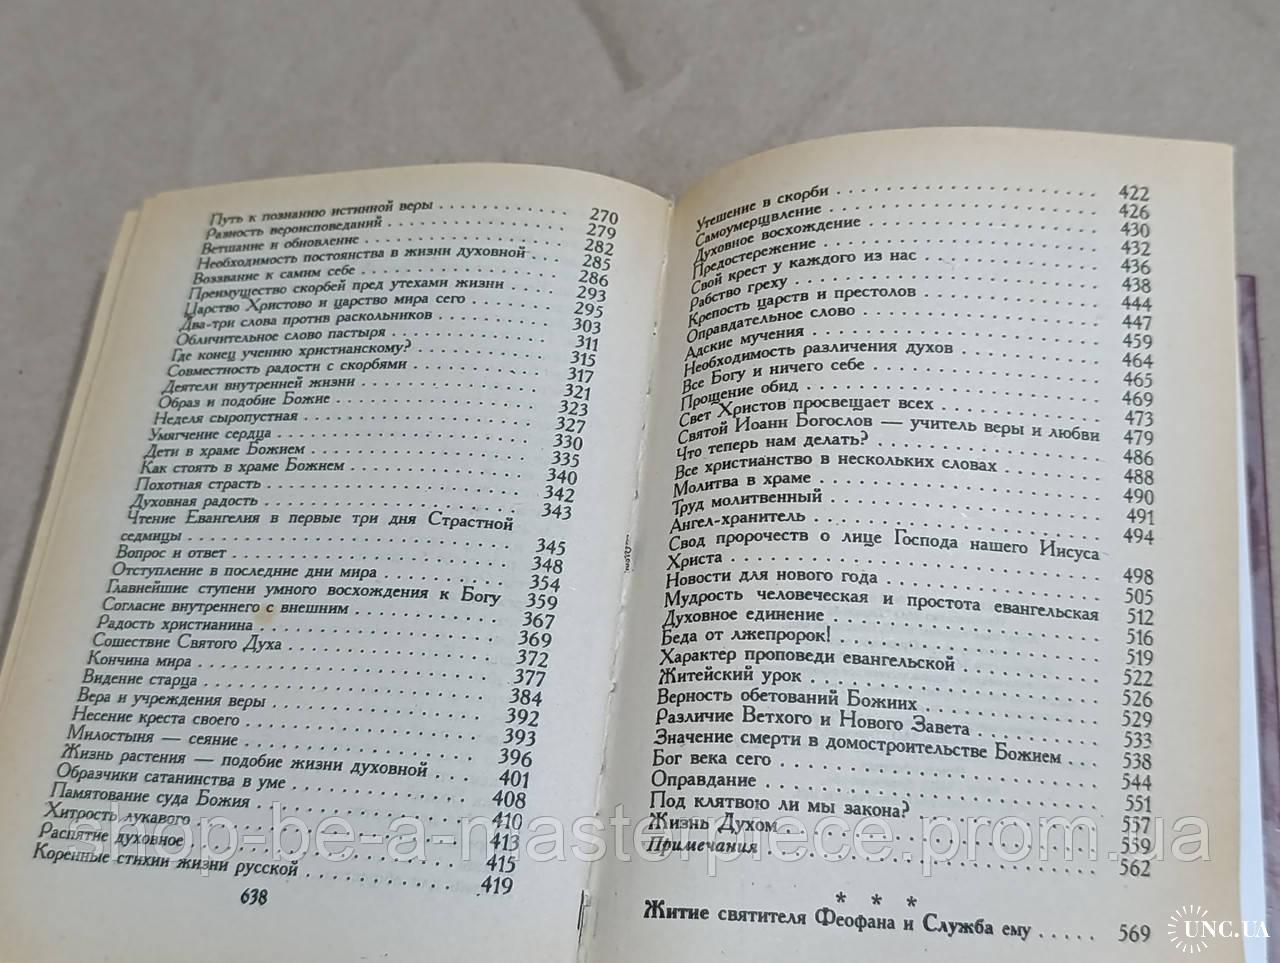 Путь к познанию истинной веры . . . . . . . . . . . . 270
Разность вероисповеданий . . . . . . . . . . . . 279
Ветшание и обновление . . . . . . . . . . . . 282
Необходимость постоянства в жизни духовной . . . . 285
Воззвание к самим себе . . . . . . . . . . . . 286
Преимущество скорбей пред утехами жизни . . . . . . 293
Царство Христово и царство мира сего . . . . . . 295
Два-три слова против раскольников . . . . . . . . 303
Обличительное слово пастыря . . . . . . . . . . 311
Где конец учению христианскому? . . . . . . . . . . 315
Совместность радости с скорбями . . . . . . . . . . 317
Деятели внутренней жизни . . . . . . . . . . . . 321
Образ и подобие Божие . . . . . . . . . . . . 323
Неделя сыропустная . . . . . . . . . . . . 327
Умягчение сердца . . . . . . . . . . . . 330
Дети в храме Божием . . . . . . . . . . . . 335
Как стоять в храме Божием . . . . . . . . . . . . 340
Похотная страсть . . . . . . . . . . . . 342
Духовная радость . . . . . . . . . . . . 343
Чтение Евангелия в первые три дня Страстной
седмицы . . . . . . . . . . . . 345
Вопрос и ответ . . . . . . . . . . . . 348
Отступление в последние дни мира . . . . . . . . . . 354
Главнейшие ступени умного восхождения к Богу 359
Согласие внутреннего с внешним . . . . . . . . . . 367
Радость христианина . . . . . . . . . . . . 369
Сошествие Святого Духа . . . . . . . . . . . . 372
Кончина мира . . . . . . . . . . . . 377
Видение старца . . . . . . . . . . . . 384
Вера и учреждения веры . . . . . . . . . . . . 392
Несение креста своего . . . . . . . . . . . . 393
Милостыня — сеяние . . . . . . . . . . . . 396
Жизнь растения — подобие жизни духовной . . . . 401
Образчики сатанинства в уме . . . . . . . . . . 408
Памятование суда Божия . . . . . . . . . . . . 410
Хитрость лукавого . . . . . . . . . . . . 413
Распятие духовное . . . . . . . . . . . . 415
Коренные стихии жизни русской . . . . . . . . . . 419
638
Утешение в скорби . . . . . . . . . . . . 422
Самоумерщвление . . . . . . . . . . . . 426
Духовное восхождение . . . . . . . . . . . . 430
Предостережение . . . . . . . . . . . . 432
Свой крест у каждого из нас . . . . . . . . . . 436
Рабство греху . . . . . . . . . . . . 438
Крепость царств и престолов . . . . . . . . . . 444
Оправдательное слово . . . . . . . . . . . . 447
Адские мучения . . . . . . . . . . . . 459
Необходимость различения духов . . . . . . . . 464
Все Богу и ничего себе . . . . . . . . . . . . 465
Прощение обид . . . . . . . . . . . . 469
Свет Христов просвещает всех . . . . . . . . . . 473
Святой Иоанн Богослов — учитель веры и любви 479
Что теперь нам делать? . . . . . . . . . . . . 486
Все христианство в нескольких словах . . . . . . 488
Молитва в храме . . . . . . . . . . . . 490
Труд молитвенный . . . . . . . . . . . . 491
Ангел-хранитель . . . . . . . . . . . . 494
Свод пророчеств о лице Господа нашего Иисуса
Христа . . . . . . . . . . . . 498
Новости для нового года . . . . . . . . . . . . 505
Мудрость человеческая и простота евангельская 512
Духовное единение . . . . . . . . . . . . 516
Беда от лжепророк! . . . . . . . . . . . . 519
Характер проповеди евангельской . . . . . . . . 522
Житейский урок . . . . . . . . . . . . 526
Верность обетований Божиих . . . . . . . . . . 529
Различие Ветхого и Нового Завета . . . . . . . . 533
Значение смерти в домостроительстве Божием . . 538
Бог века сего . . . . . . . . . . . . 544
Оправдание . . . . . . . . . . . . 551
Под клятвою ли мы закона? . . . . . . . . . . 557
Жизнь Духом . . . . . . . . . . . . 559
Примечания . . . . . . . . . . . . 562
* * *
Житие святителя Феофана и Служба ему . . . . . 569
shop-be-a-masterpiece.prom.ua
UNC.UA